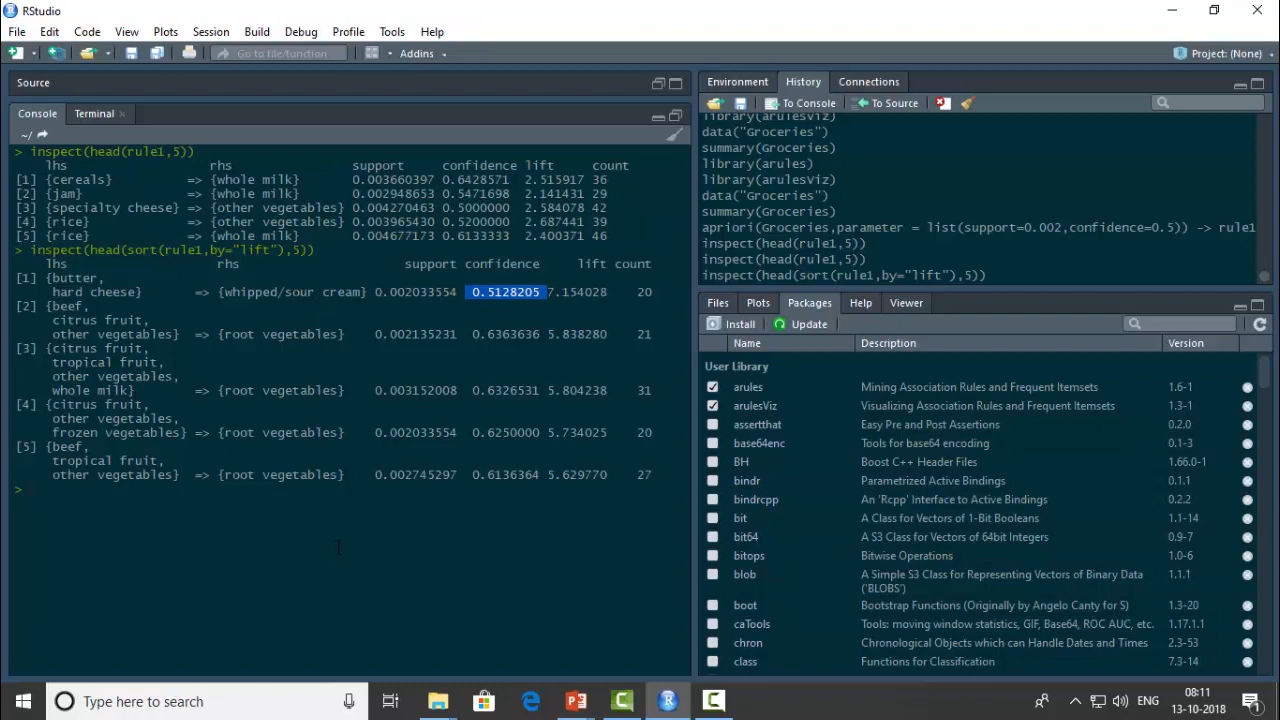 RStudio
File Edit Code View Plots Session Build Debug Profile Tools Help
Go to file/function Addins Project: (None)
Source
Console Terminal
~/
> inspect(head(rule1,5))
lhs rhs support confidence lift count
[1] {cereals} => {whole milk} 0.003660397 0.6428571 2.515917 36
[2] {jam} => {whole milk} 0.002948653 0.5471698 2.141431 29
[3] {specialty cheese} => {other vegetables} 0.004270463 0.5000000 2.584078 42
[4] {rice} => {other vegetables} 0.003965430 0.5200000 2.687441 39
[5] {rice} => {whole milk} 0.004677173 0.6133333 2.400371 46
> inspect(head(sort(rule1,by="lift"),5))
lhs rhs support confidence lift count
[1] {butter,
hard cheese} => {whipped/sour cream} 0.002033554 0.5128205 7.154028 20
[2] {beef,
citrus fruit,
other vegetables} => {root vegetables} 0.002135231 0.6363636 5.838280 21
[3] {citrus fruit,
tropical fruit,
other vegetables,
whole milk} => {root vegetables} 0.003152008 0.6326531 5.804238 31
[4] {citrus fruit,
other vegetables,
frozen vegetables} => {root vegetables} 0.002033554 0.6250000 5.734025 20
[5] {beef,
tropical fruit,
other vegetables} => {root vegetables} 0.002745297 0.6136364 5.629770 27
>
Environment History Connections
To Console To Source
library(arulesViz)
data("Groceries")
summary(Groceries)
library(arules)
library(arulesViz)
data("Groceries")
summary(Groceries)
apriori(Groceries,parameter = list(support=0.002,confidence=0.5)) -> rule1
inspect(head(rule1,5))
inspect(head(rule1,5))
inspect(head(sort(rule1,by="lift"),5))
Files Plots Packages Help Viewer
Install Update
Name Description Version
User Library
arules Mining Association Rules and Frequent Itemsets 1.6-1
arulesViz Visualizing Association Rules and Frequent Itemsets 1.3-1
assertthat Easy Pre and Post Assertions 0.2.0
base64enc Tools for base64 encoding 0.1-3
BH Boost C++ Header Files 1.66.0-1
bindr Parametrized Active Bindings 0.1.1
bindrcpp An 'Rcpp' Interface to Active Bindings 0.2.2
bit A Class for Vectors of 1-Bit Booleans 1.1-14
bit64 A S3 Class for Vectors of 64bit Integers 0.9-7
bitops Bitwise Operations 1.0-6
blob A Simple S3 Class for Representing Vectors of Binary Data 1.1.1
('BLOBS')
boot Bootstrap Functions (Originally by Angelo Canty for S) 1.3-20
caTools Tools: moving window statistics, GIF, Base64, ROC AUC, etc. 1.17.1.1
chron Chronological Objects which can Handle Dates and Times 2.3-53
class Functions for Classification 7.3-14
Type here to search
ENG
08:11
13-10-2018
1